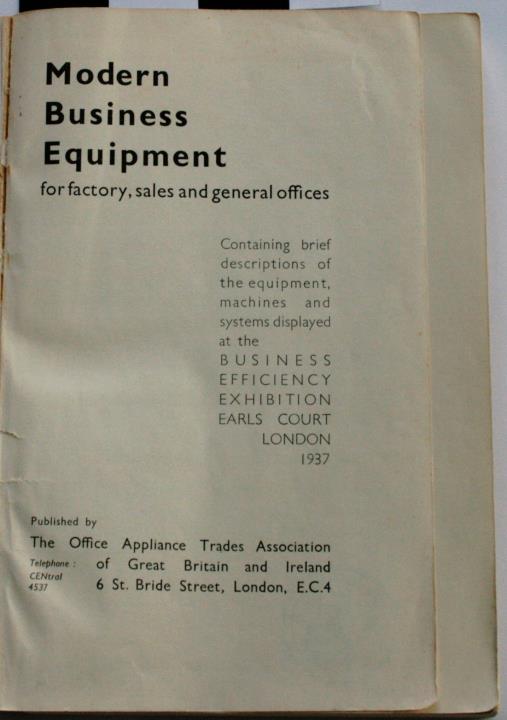 Modern
Business
Equipment
for factory, sales and general offices
Containing brief
descriptions of
the equipment,
machines and
systems displayed
at the
BUSINESS
EFFICIENCY
EXHIBITION
EARLS COURT
LONDON
1937
Published by
The Office Appliance Trades Association
of Great Britain and Ireland
6 St. Bride Street, London, E.C.4
Telephone :
CENtral
4537